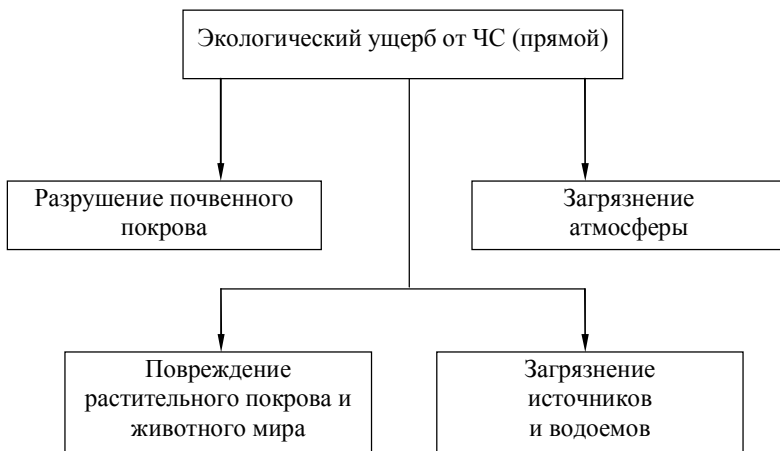 Экологический ущерб от ЧС (прямой)
Разрушение почвенного
покрова
Загрязнение
атмосферы
Повреждение
растительного покрова и
животного мира
Загрязнение
источников
и водоемов